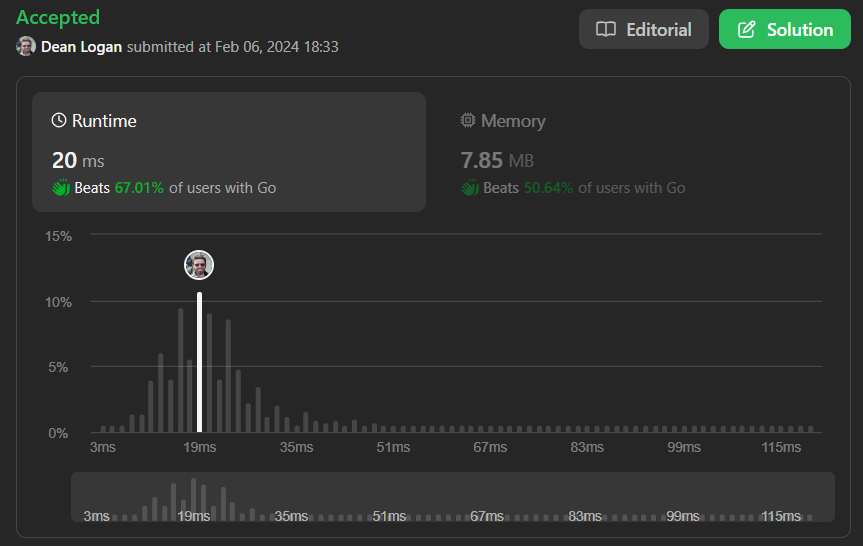 Accepted
Editorial
Solution
Dean Logan submitted at Feb 06, 2024 18:33
Runtime
Memory
20 ms
7.85 MB
Beats 67.01% of users with Go
Beats 50.64% of users with Go
15%
10%
5%
0%
3ms 19ms 35ms 51ms 67ms 83ms 99ms 115ms
3ms 19ms 35ms 51ms 67ms 83ms 99ms 115ms